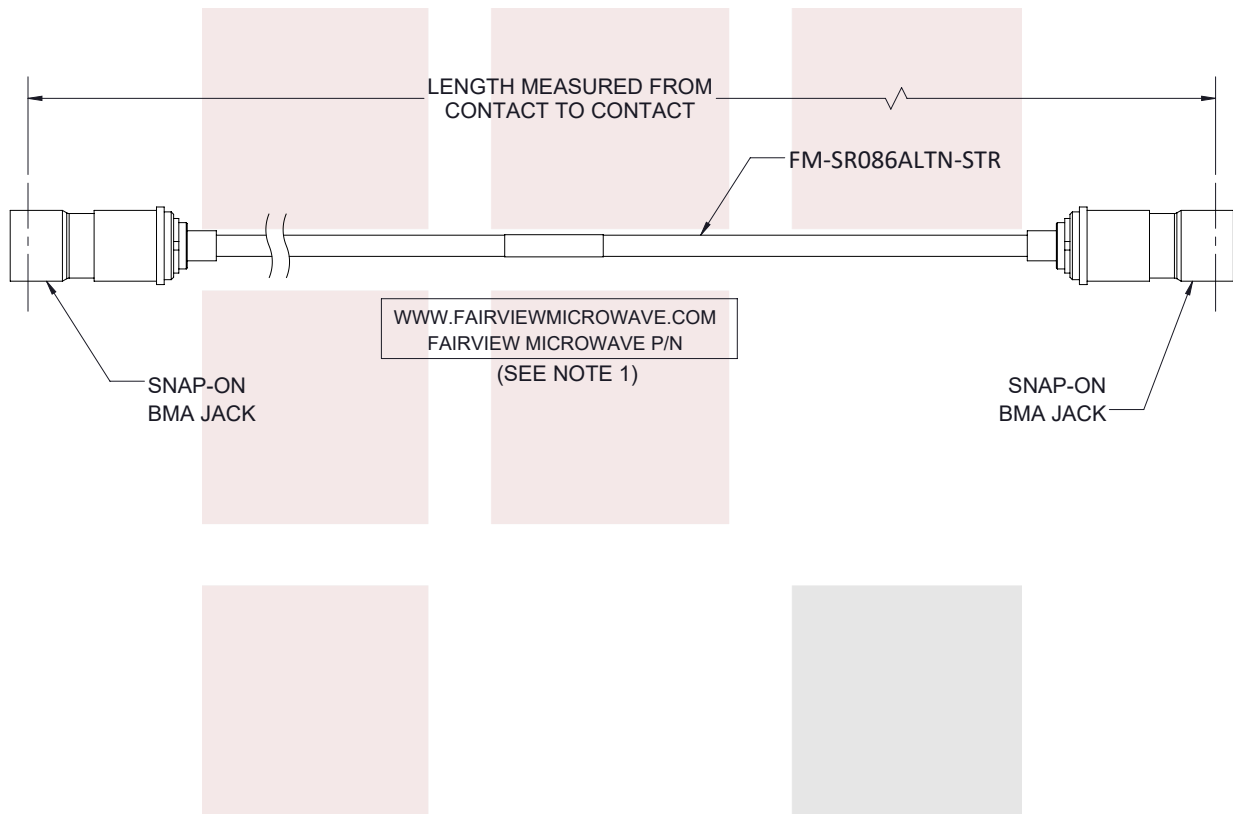 LENGTH MEASURED FROM
CONTACT TO CONTACT
FM-SR086ALTN-STR
WWW.FAIRVIEWMICROWAVE.COM
FAIRVIEW MICROWAVE P/N
(SEE NOTE 1)
SNAP-ON
BMA JACK
SNAP-ON
BMA JACK